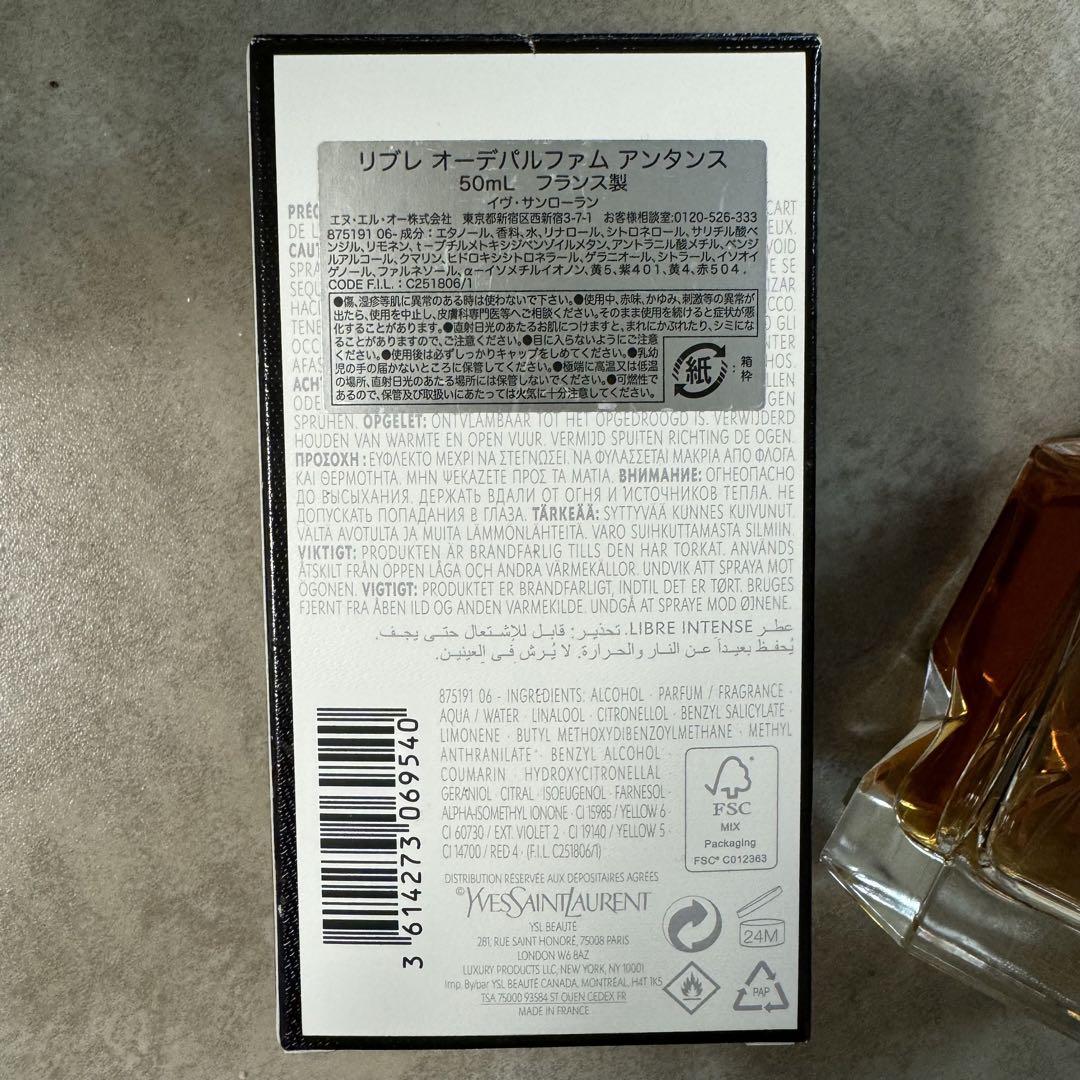 リブレ オーデパルファム アンタンス
50mL フランス製
イヴ・サンローラン
エヌ・エル・オー株式会社 東京都新宿区西新宿3-7-1 お客様相談室:0120-526-333
875191 06- 成分：エタノール、香料、水、リナロール、シトロネロール、サリチル酸ベ
ンジル、リモネン、t－ブチルメトキシジベンゾイルメタン、アントラニル酸メチル、ベンジ
ルアルコール、クマリン、ヒドロキシシトロネラール、ゲラニオール、シトラール、イソオイ
ゲノール、ファルネソール、α－イソメチルイオノン、黄5、紫401、黄4、赤504.
CODE F.I.L. : C251806/1
●傷、湿疹等肌に異常のある時は使わないで下さい。●使用中、赤味、かゆみ、刺激等の異常が
出たら、使用を中止し、皮膚科専門医等へご相談ください。そのまま使用を続けると症状が悪
化することがあります。●直射日光のあたるお肌につけますと、まれにかぶれたり、シミにな
ることがありますので、ご注意ください。●目に入らないようにご注意
ください。●使用後は必ずしっかりキャップをしめてください。●乳幼
児の手の届かないところに保管してください。●極端に高温又は低温
の場所、直射日光のあたる場所には保管しないでください。●可燃性で
あるので、保管及び取扱いにあたっては火気に十分注意してください。
紙 : 箱
枠
SPRUHEN. OPGELET: ONTVLAMBAAR TOT HET OPGEDROOGD IS. VERWIJDERD
HOUDEN VAN WARMTE EN OPEN VUUR. VERMIJD SPUITEN RICHTING DE OGEN.
ΠΡΟΣΟΧΗ : ΕΥΦΛΕΚΤΟ ΜΕΧΡΙ ΝΑ ΣΤΕΓΝΩΣΕΙ. ΝΑ ΦΥΛΑΣΣΕΤΑΙ ΜΑΚΡΙΑ ΑΠΟ ΦΛΟΓΑ
ΚΑΙ ΘΕΡΜΟΤΗΤΑ. ΜΗΝ ΨΕΚΑΖΕΤΕ ΠΡΟΣ ΤΑ ΜΑΤΙΑ. ВНИМАНИЕ: ОГНЕОПАСНО
ДО ВЫСЫХАНИЯ. ДЕРЖАТЬ ВДАЛИ ОТ ОГНЯ И ИСТОЧНИКОВ ТЕПЛА. НЕ
ДОПУСКАТЬ ПОПАДАНИЯ В ГЛАЗА. TÄRKEÄÄ: SYTTYVÄÄ KUNNES KUIVUNUT.
VÄLTÄ AVOTULTA JA MUITA LÄMMÖNLÄHTEITÄ. VARO SUIHKUTTAMASTA SILMIIN.
VIKTIGT: PRODUKTEN ÄR BRANDFARLIG TILLS DEN HAR TORKAT. ANVÄNDS
ÅTSKILT FRÅN ÖPPEN LÅGA OCH ANDRA VÄRMEKÄLLOR. UNDVIK ATT SPRAYA MOT
ÖGONEN. VIGTIGT: PRODUKTET ER BRANDFARLIGT, INDTIL DET ER TØRT. BRUGES
FJERNT FRA ÅBEN ILD OG ANDEN VARMEKILDE. UNDGÅ AT SPRAYE MOD ØJNENE.
عطر LIBRE INTENSE. تحذير: قابل للإشتعال حتى يجف.
يُحفظ بعيداً عن النار والحرارة. لا يُرش في العينين.
875191 06 - INGREDIENTS: ALCOHOL · PARFUM / FRAGRANCE ·
AQUA / WATER · LINALOOL · CITRONELLOL · BENZYL SALICYLATE ·
LIMONENE · BUTYL METHOXYDIBENZOYLMETHANE · METHYL
ANTHRANILATE · BENZYL ALCOHOL ·
COUMARIN · HYDROXYCITRONELLAL ·
GERANIOL · CITRAL · ISOEUGENOL · FARNESOL ·
ALPHA-ISOMETHYL IONONE · CI 15985 / YELLOW 6 ·
CI 60730 / EXT. VIOLET 2 · CI 19140 / YELLOW 5 ·
CI 14700 / RED 4 · (F.I.L. C251806/1)
FSC
MIX
Packaging
FSC® C012363
3 614273 069540
DISTRIBUTION RÉSERVÉE AUX DÉPOSITAIRES AGRÉÉS
©YVESSAINTLAURENT
YSL BEAUTÉ
281, RUE SAINT HONORÉ, 75008 PARIS
LONDON W6 8AZ
LUXURY PRODUCTS LLC, NEW YORK, NY 10001
Imp. By/par YSL BEAUTÉ CANADA, MONTRÉAL, H4T 1K5
TSA 75000 93584 ST OUEN CEDEX FR
MADE IN FRANCE
24M
PAP